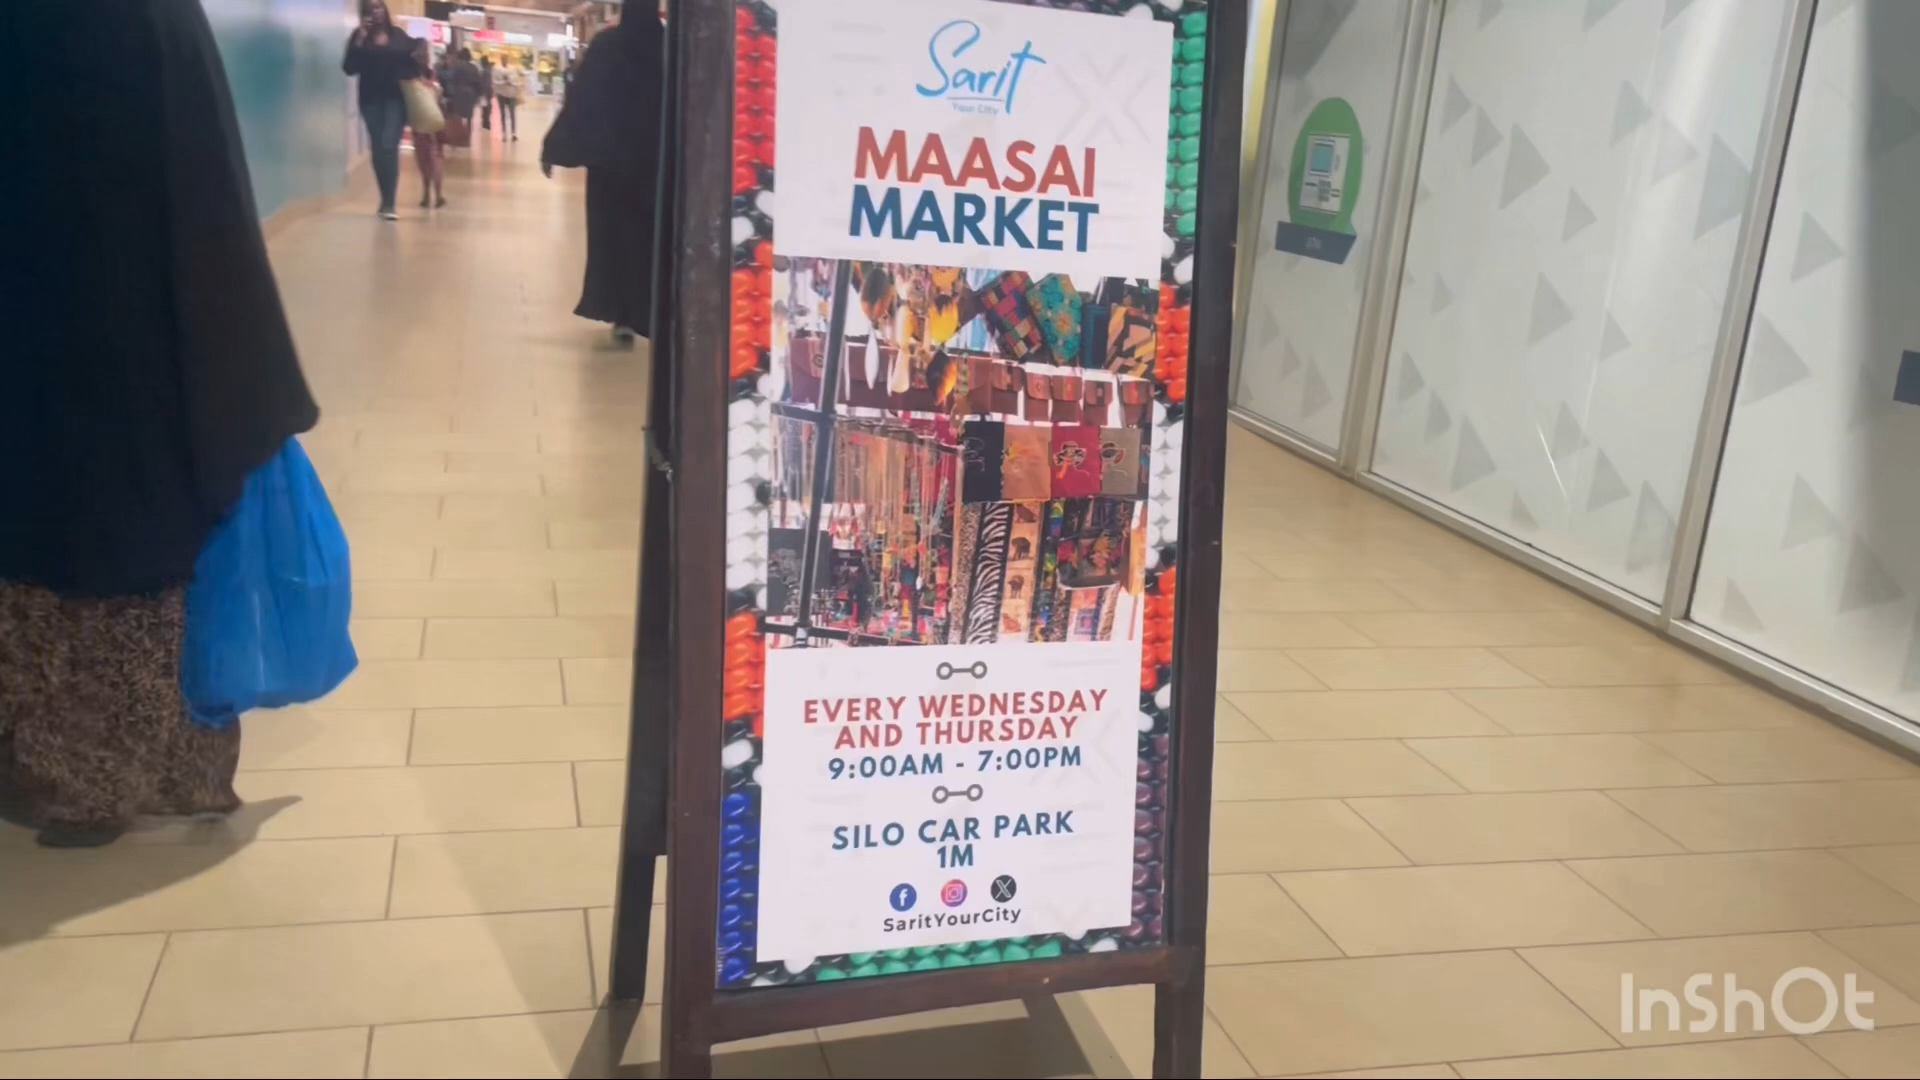 Sarit
Your City
MAASAI
MARKET
EVERY WEDNESDAY
AND THURSDAY
9:00AM - 7:00PM
SILO CAR PARK
1M
SaritYourCity
InShOt